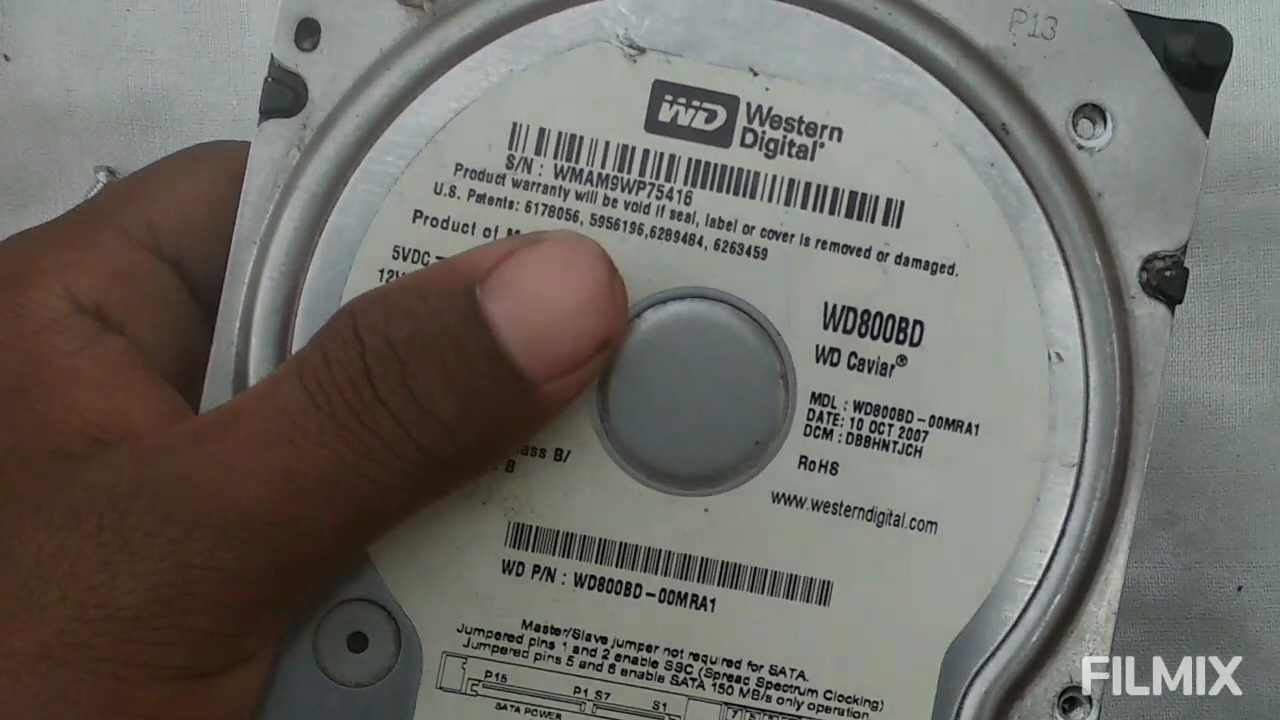 P13
WD Western Digital®
S/N : WMAM9WP75416
Product warranty will be void if seal, label or cover is removed or damaged.
U.S. Patents: 6178056, 5956196,6289484, 6263459
Product of
5VDC
WD800BD
WD Caviar®
MDL : WD800BD-00MRA1
DATE: 10 OCT 2007
DCM : DBBHNTJCH
RoHS
B/
B
www.westerndigital.com
WD P/N : WD800BD-00MRA1
Master/Slave jumper not required for SATA.
Jumpered pins 1 and 2 enable SSC (Spread Spectrum Clocking)
Jumpered pins 5 and 6 enable SATA 150 MB/s only operation
P15 P1 S7 S1
SATA POWER
FILMIX